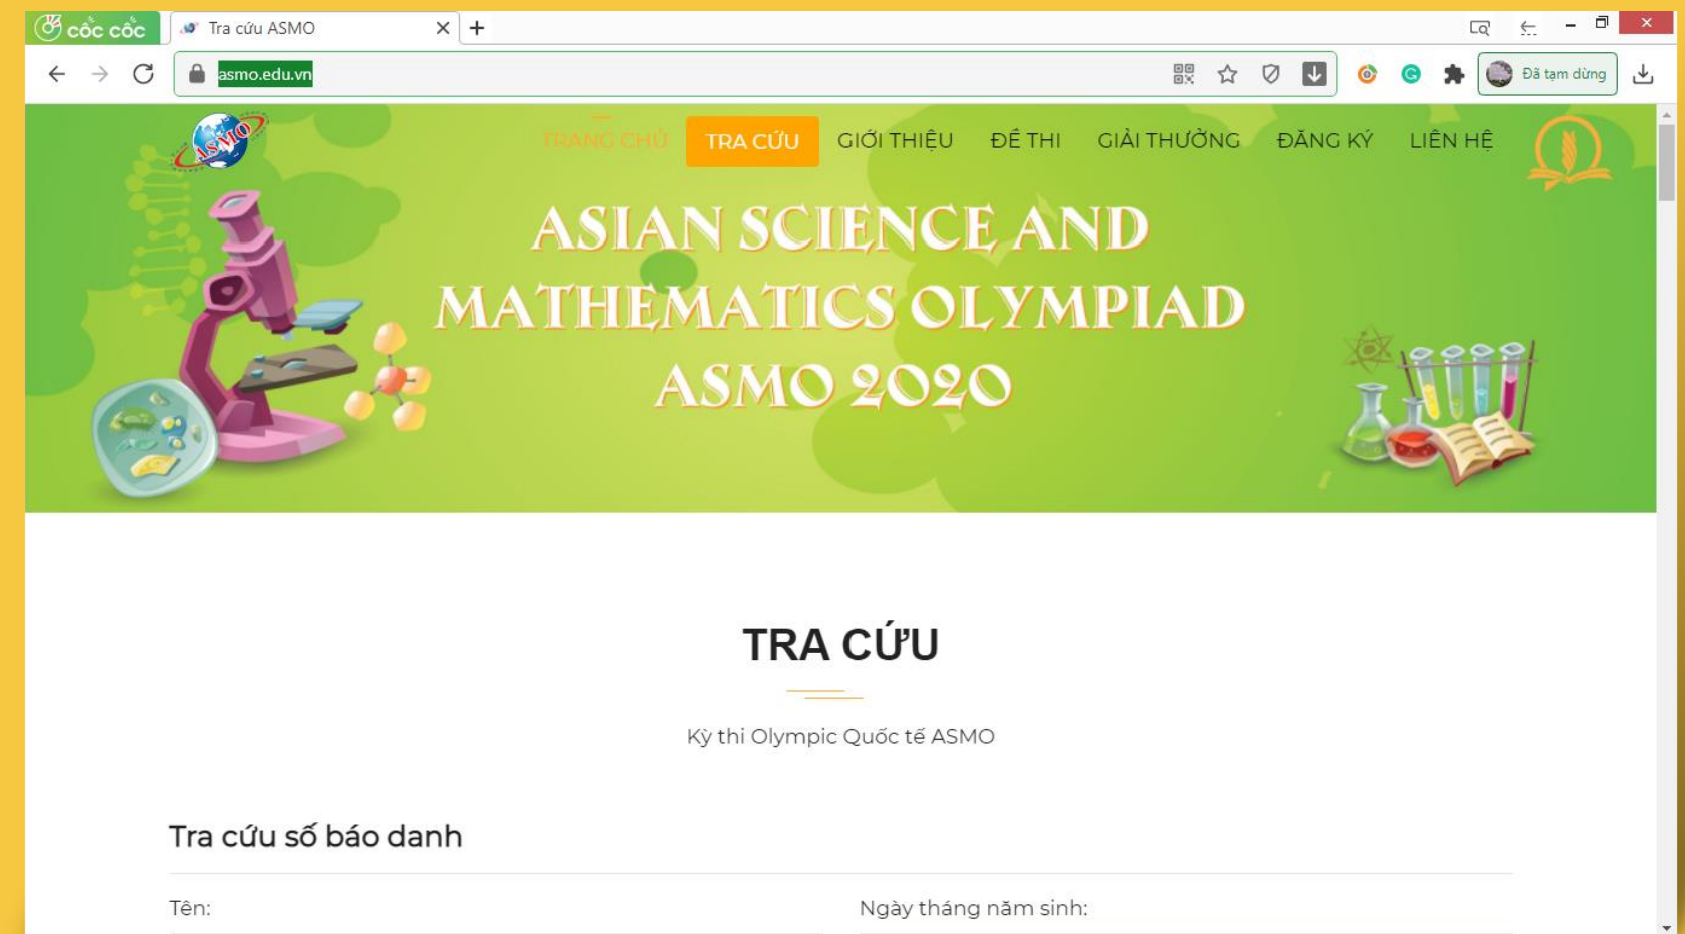 cốc cốc
Tra cứu ASMO
asmo.edu.vn
Đã tạm dừng
ASMO
TRANG CHỦ TRA CỨU GIỚI THIỆU ĐỀ THI GIẢI THƯỞNG ĐĂNG KÝ LIÊN HỆ
ASIAN SCIENCE AND
MATHEMATICS OLYMPIAD
ASMO 2020
TRA CỨU
Kỳ thi Olympic Quốc tế ASMO
Tra cứu số báo danh
Tên: Ngày tháng năm sinh: